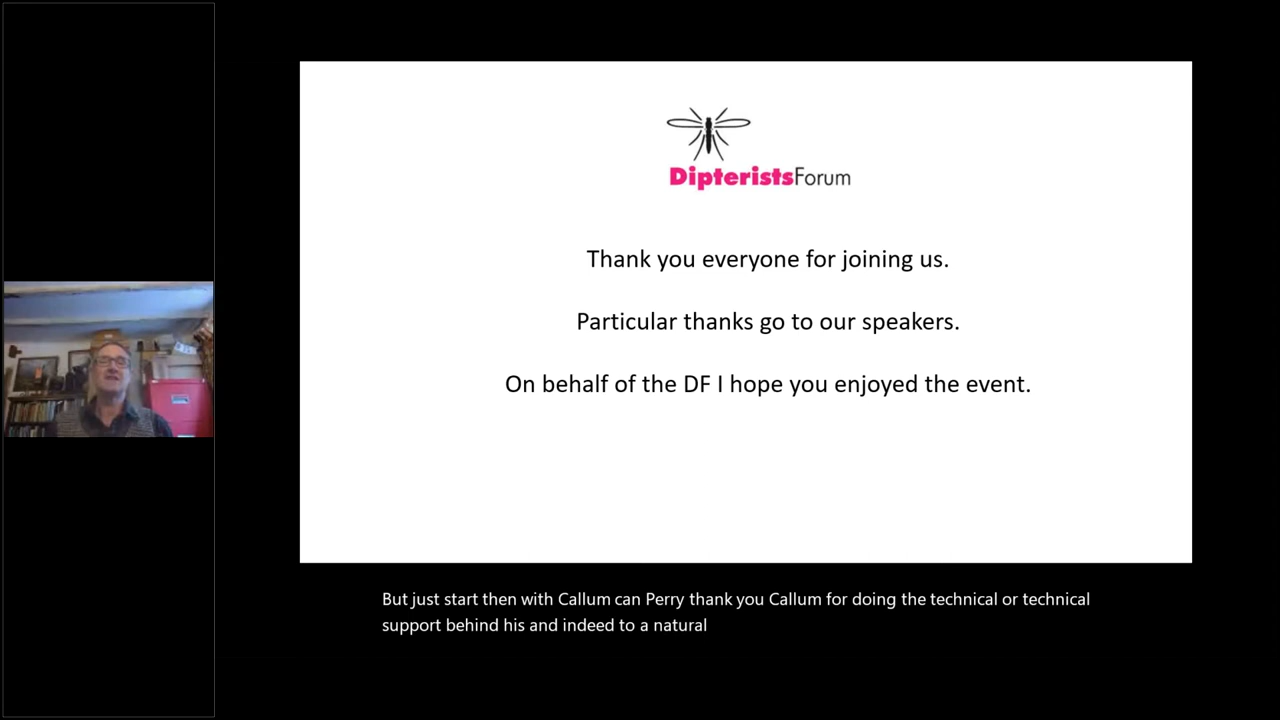 DipteristsForum
Thank you everyone for joining us.
Particular thanks go to our speakers.
On behalf of the DF I hope you enjoyed the event.
But just start then with Callum can Perry thank you Callum for doing the technical or technical
support behind his and indeed to a natural